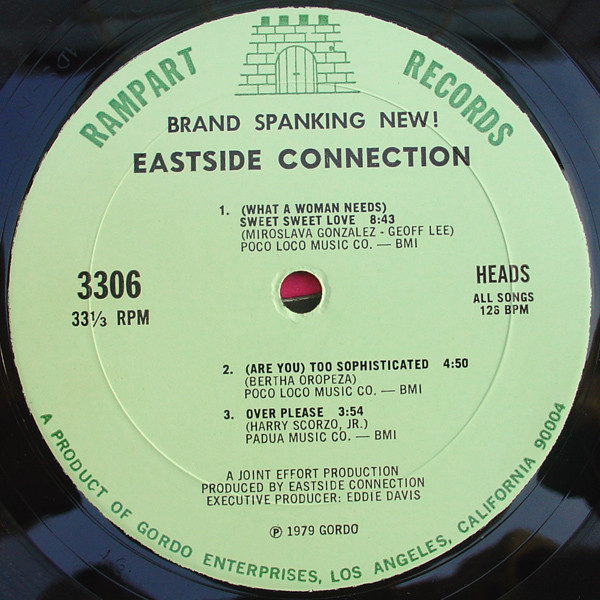 RAMPART RECORDS
BRAND SPANKING NEW!
EASTSIDE CONNECTION
1. (WHAT A WOMAN NEEDS)
SWEET SWEET LOVE 8:43
(MIROSLAVA GONZALEZ - GEOFF LEE)
POCO LOCO MUSIC CO. — BMI
3306
33⅓ RPM
HEADS
ALL SONGS
126 BPM
2. (ARE YOU) TOO SOPHISTICATED 4:50
(BERTHA OROPEZA)
POCO LOCO MUSIC CO. — BMI
3. OVER PLEASE 3:54
(HARRY SCORZO, JR.)
PADUA MUSIC CO. — BMI
A JOINT EFFORT PRODUCTION
PRODUCED BY EASTSIDE CONNECTION
EXECUTIVE PRODUCER: EDDIE DAVIS
℗ 1979 GORDO
A PRODUCT OF GORDO ENTERPRISES, LOS ANGELES, CALIFORNIA 90004